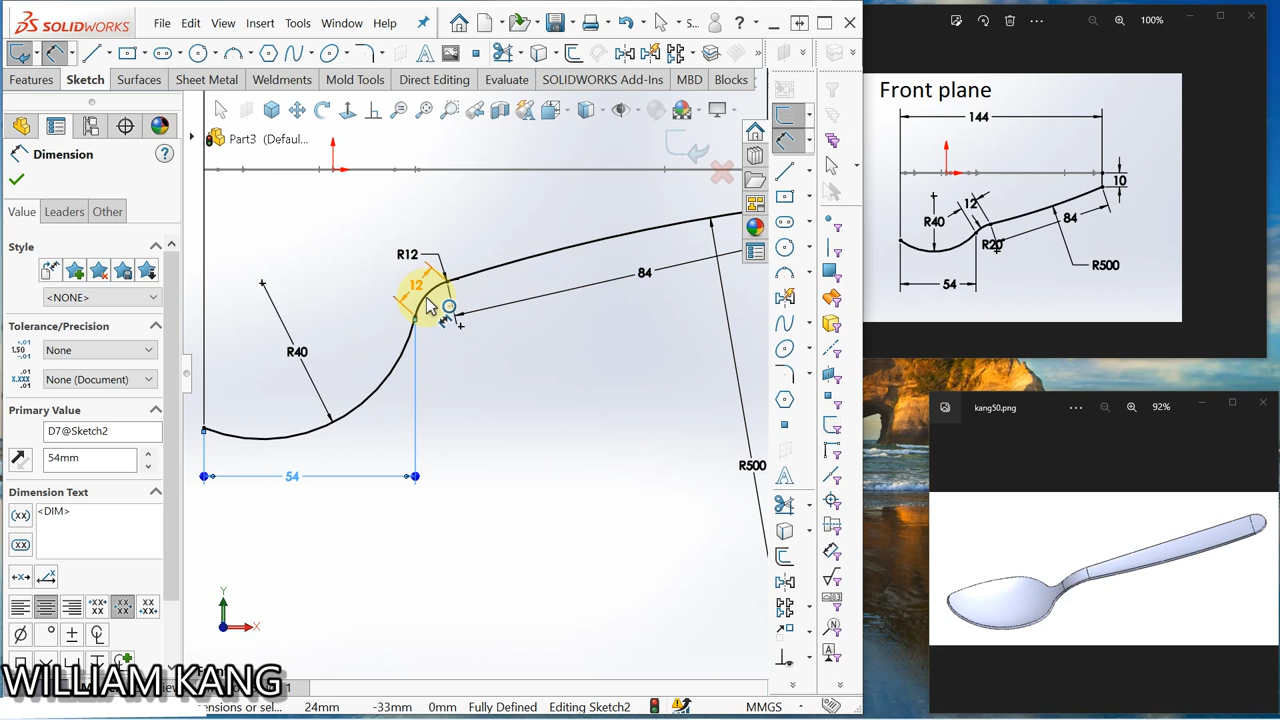 SOLIDWORKS
File Edit View Insert Tools Window Help
S...
Features Sketch Surfaces Sheet Metal Weldments Mold Tools Direct Editing Evaluate SOLIDWORKS Add-Ins MBD Blocks
Part3 (Defaul...
Dimension
Value Leaders Other
Style
<NONE>
Tolerance/Precision
None
None (Document)
Primary Value
D7@Sketch2
54mm
Dimension Text
<DIM>
R12
12
84
R40
R500
54
Y
X
WILLIAM KANG
24mm -33mm 0mm Fully Defined Editing Sketch2 MMGS
100%
Front plane
144
10
12
R40
84
R20
R500
54
kang50.png
92%